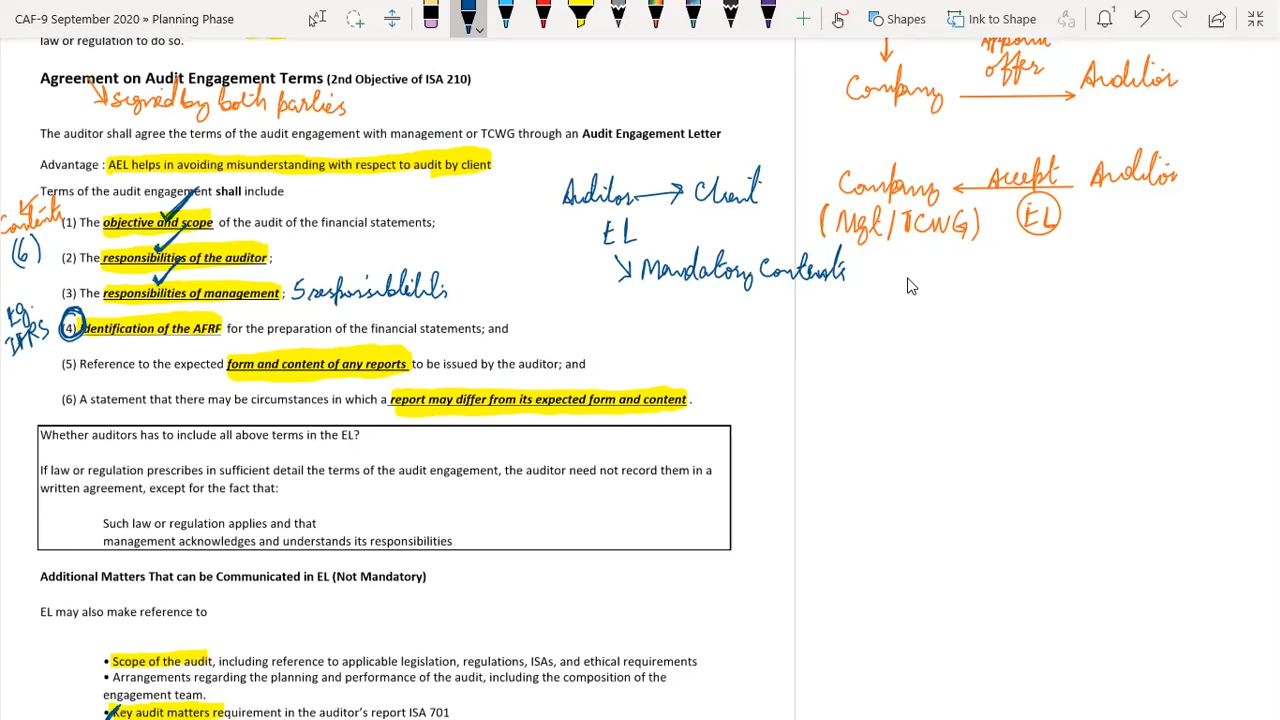 CAF-9 September 2020 » Planning Phase
Shapes
Ink to Shape
law or regulation to do so.
Agreement on Audit Engagement Terms (2nd Objective of ISA 210)
signed by both parties
The auditor shall agree the terms of the audit engagement with management or TCWG through an Audit Engagement Letter
Advantage : AEL helps in avoiding misunderstanding with respect to audit by client
Terms of the audit engagement shall include
Contents
(6)
(1) The objective and scope of the audit of the financial statements;
(2) The responsibilities of the auditor ;
(3) The responsibilities of management ; 5 responsiblebilitis
Eg.
IFRS
(4) identification of the AFRF for the preparation of the financial statements; and
(5) Reference to the expected form and content of any reports to be issued by the auditor; and
(6) A statement that there may be circumstances in which a report may differ from its expected form and content .
Whether auditors has to include all above terms in the EL?
If law or regulation prescribes in sufficient detail the terms of the audit engagement, the auditor need not record them in a
written agreement, except for the fact that:
Such law or regulation applies and that
management acknowledges and understands its responsibilities
Additional Matters That can be Communicated in EL (Not Mandatory)
EL may also make reference to
• Scope of the audit, including reference to applicable legislation, regulations, ISAs, and ethical requirements
• Arrangements regarding the planning and performance of the audit, including the composition of the
engagement team.
• Key audit matters requirement in the auditor's report ISA 701
Auditor → Client
EL
Mandatory Contents
Appoint
offer
Company → Auditor
Company ← Accept Auditor
(Mgt/TCWG) EL